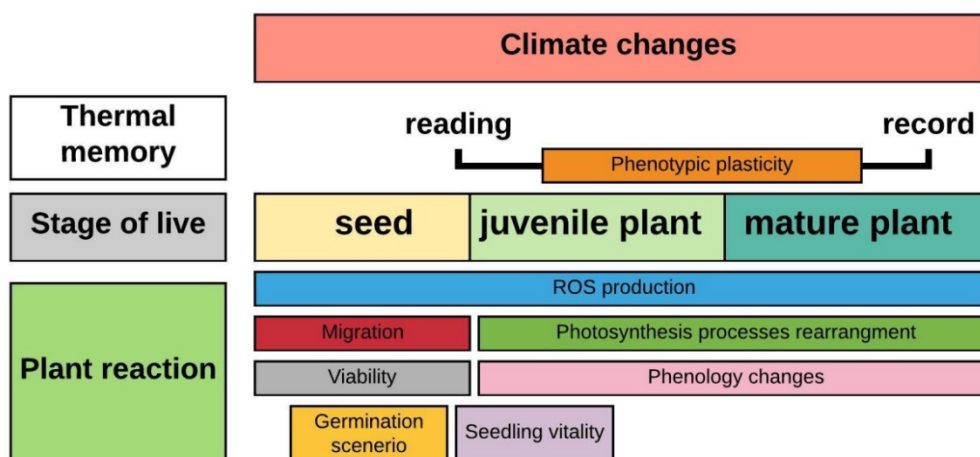 Climate changes
Thermal
memory
reading
record
Phenotypic plasticity
Stage of live
seed
juvenile plant
mature plant
Plant reaction
ROS production
Migration
Photosynthesis processes rearrangment
Viability
Phenology changes
Germination
scenerio
Seedling vitality